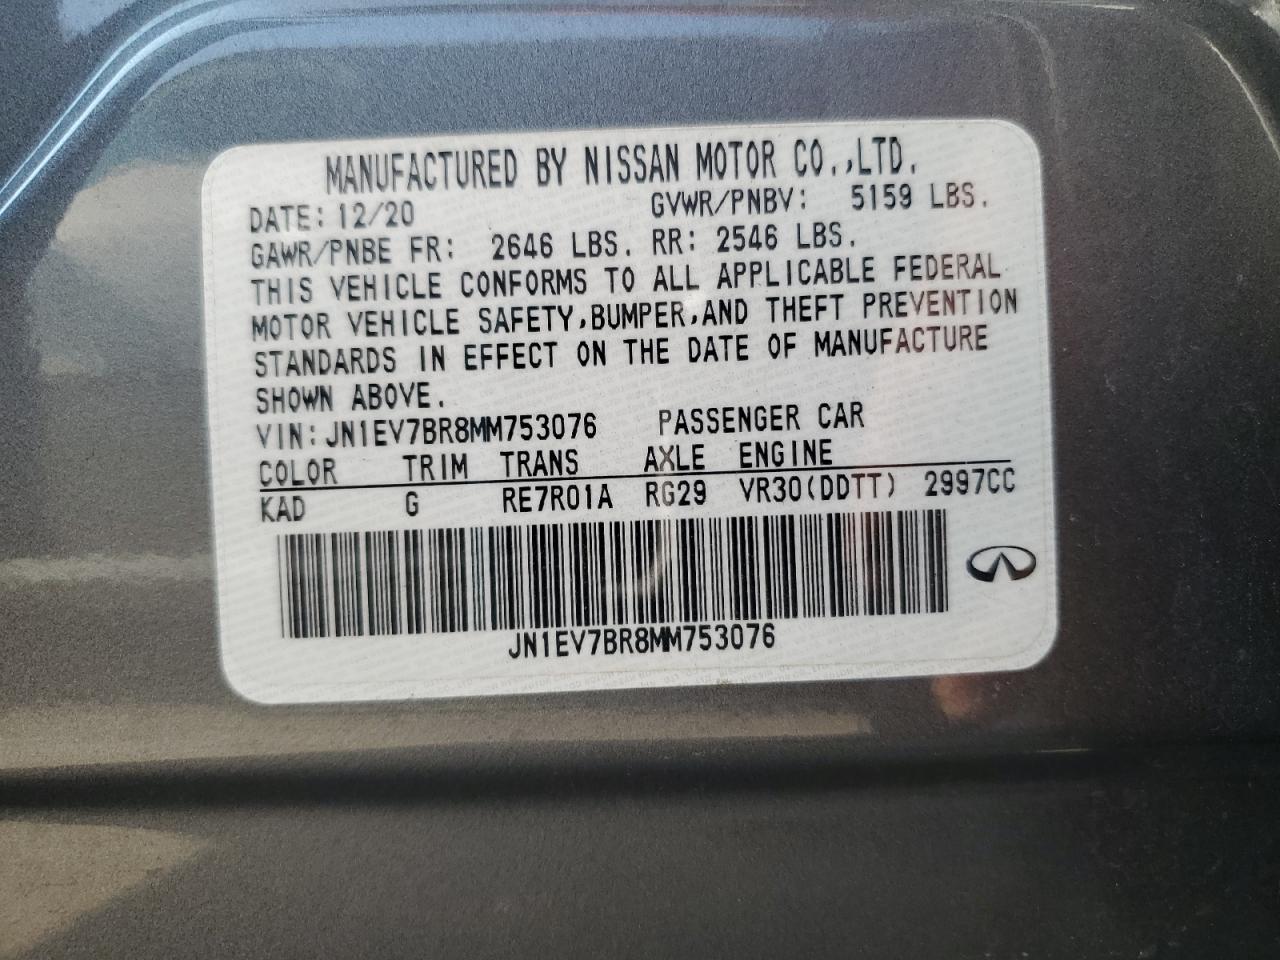 MANUFACTURED BY NISSAN MOTOR CO.,LTD.
DATE: 12/20 GVWR/PNBV: 5159 LBS.
GAWR/PNBE FR: 2646 LBS. RR: 2546 LBS.
THIS VEHICLE CONFORMS TO ALL APPLICABLE FEDERAL
MOTOR VEHICLE SAFETY,BUMPER,AND THEFT PREVENTION
STANDARDS IN EFFECT ON THE DATE OF MANUFACTURE
SHOWN ABOVE.
VIN:JN1EV7BR8MM753076 PASSENGER CAR
COLOR TRIM TRANS AXLE ENGINE
KAD G RE7R01A RG29 VR30(DDTT) 2997CC
JN1EV7BR8MM753076